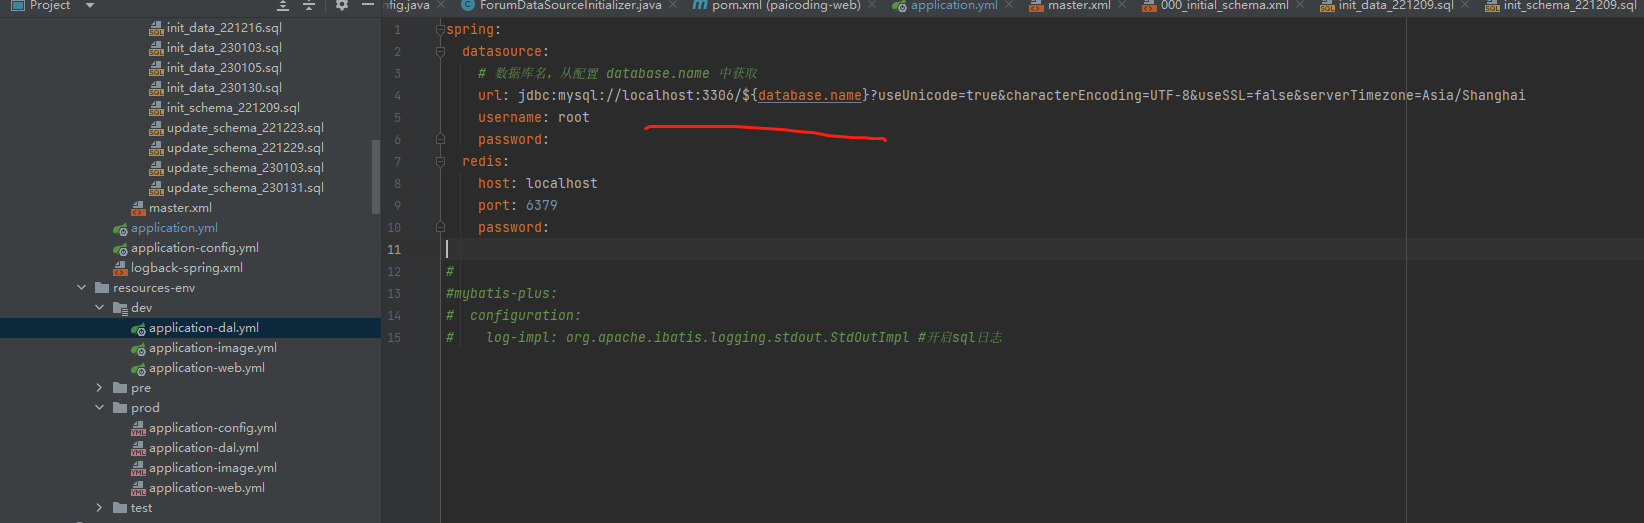 Project
nfig.java
ForumDataSourceInitializer.java
pom.xml (paicoding-web)
application.yml
master.xml
000_initial_schema.xml
init_data_221209.sql
init_schema_221209.sql
init_data_221216.sql
init_data_230103.sql
init_data_230105.sql
init_data_230130.sql
init_schema_221209.sql
update_schema_221223.sql
update_schema_221229.sql
update_schema_230103.sql
update_schema_230131.sql
master.xml
application.yml
application-config.yml
logback-spring.xml
resources-env
dev
application-dal.yml
application-image.yml
application-web.yml
pre
prod
application-config.yml
application-dal.yml
application-image.yml
application-web.yml
test
1 spring:
2 datasource:
3 # 数据库名，从配置 database.name 中获取
4 url: jdbc:mysql://localhost:3306/${database.name}?useUnicode=true&characterEncoding=UTF-8&useSSL=false&serverTimezone=Asia/Shanghai
5 username: root
6 password:
7 redis:
8 host: localhost
9 port: 6379
10 password:
11
12 #
13 #mybatis-plus:
14 # configuration:
15 # log-impl: org.apache.ibatis.logging.stdout.StdOutImpl #开启sql日志